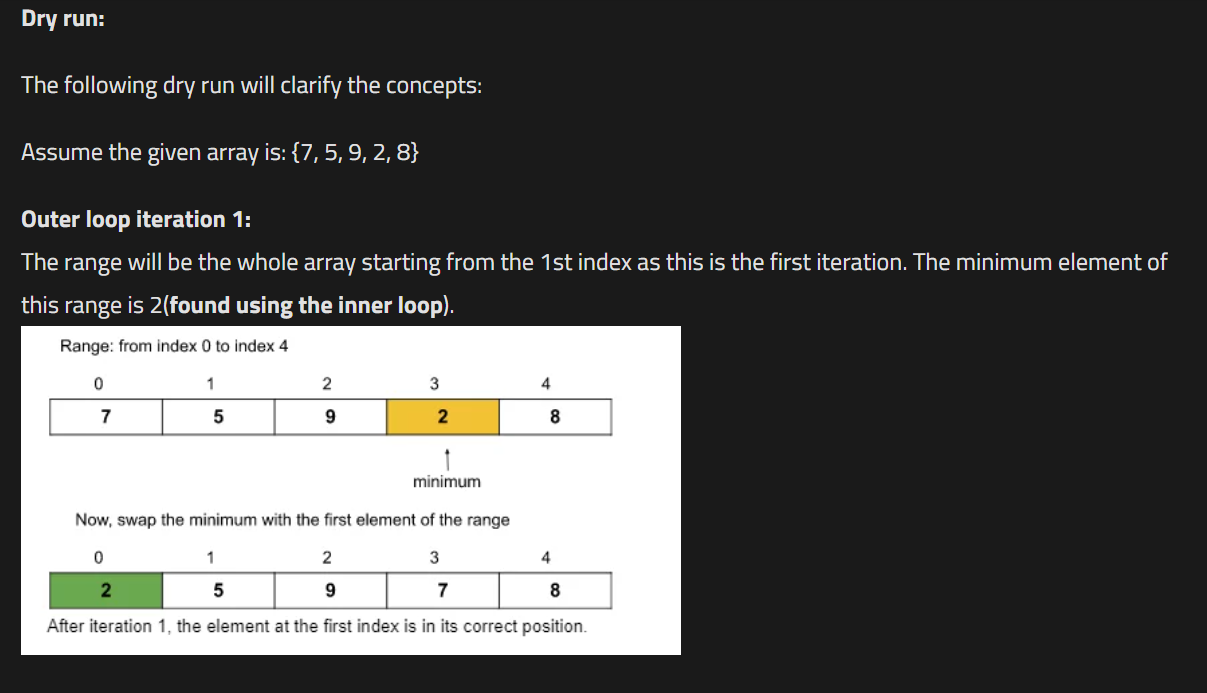 Dry run:
The following dry run will clarify the concepts:
Assume the given array is: {7, 5, 9, 2, 8}
Outer loop iteration 1:
The range will be the whole array starting from the 1st index as this is the first iteration. The minimum element of
this range is 2(found using the inner loop).
Range: from index 0 to index 4
0 1 2 3 4
7 5 9 2 8
minimum
Now, swap the minimum with the first element of the range
0 1 2 3 4
2 5 9 7 8
After iteration 1, the element at the first index is in its correct position.